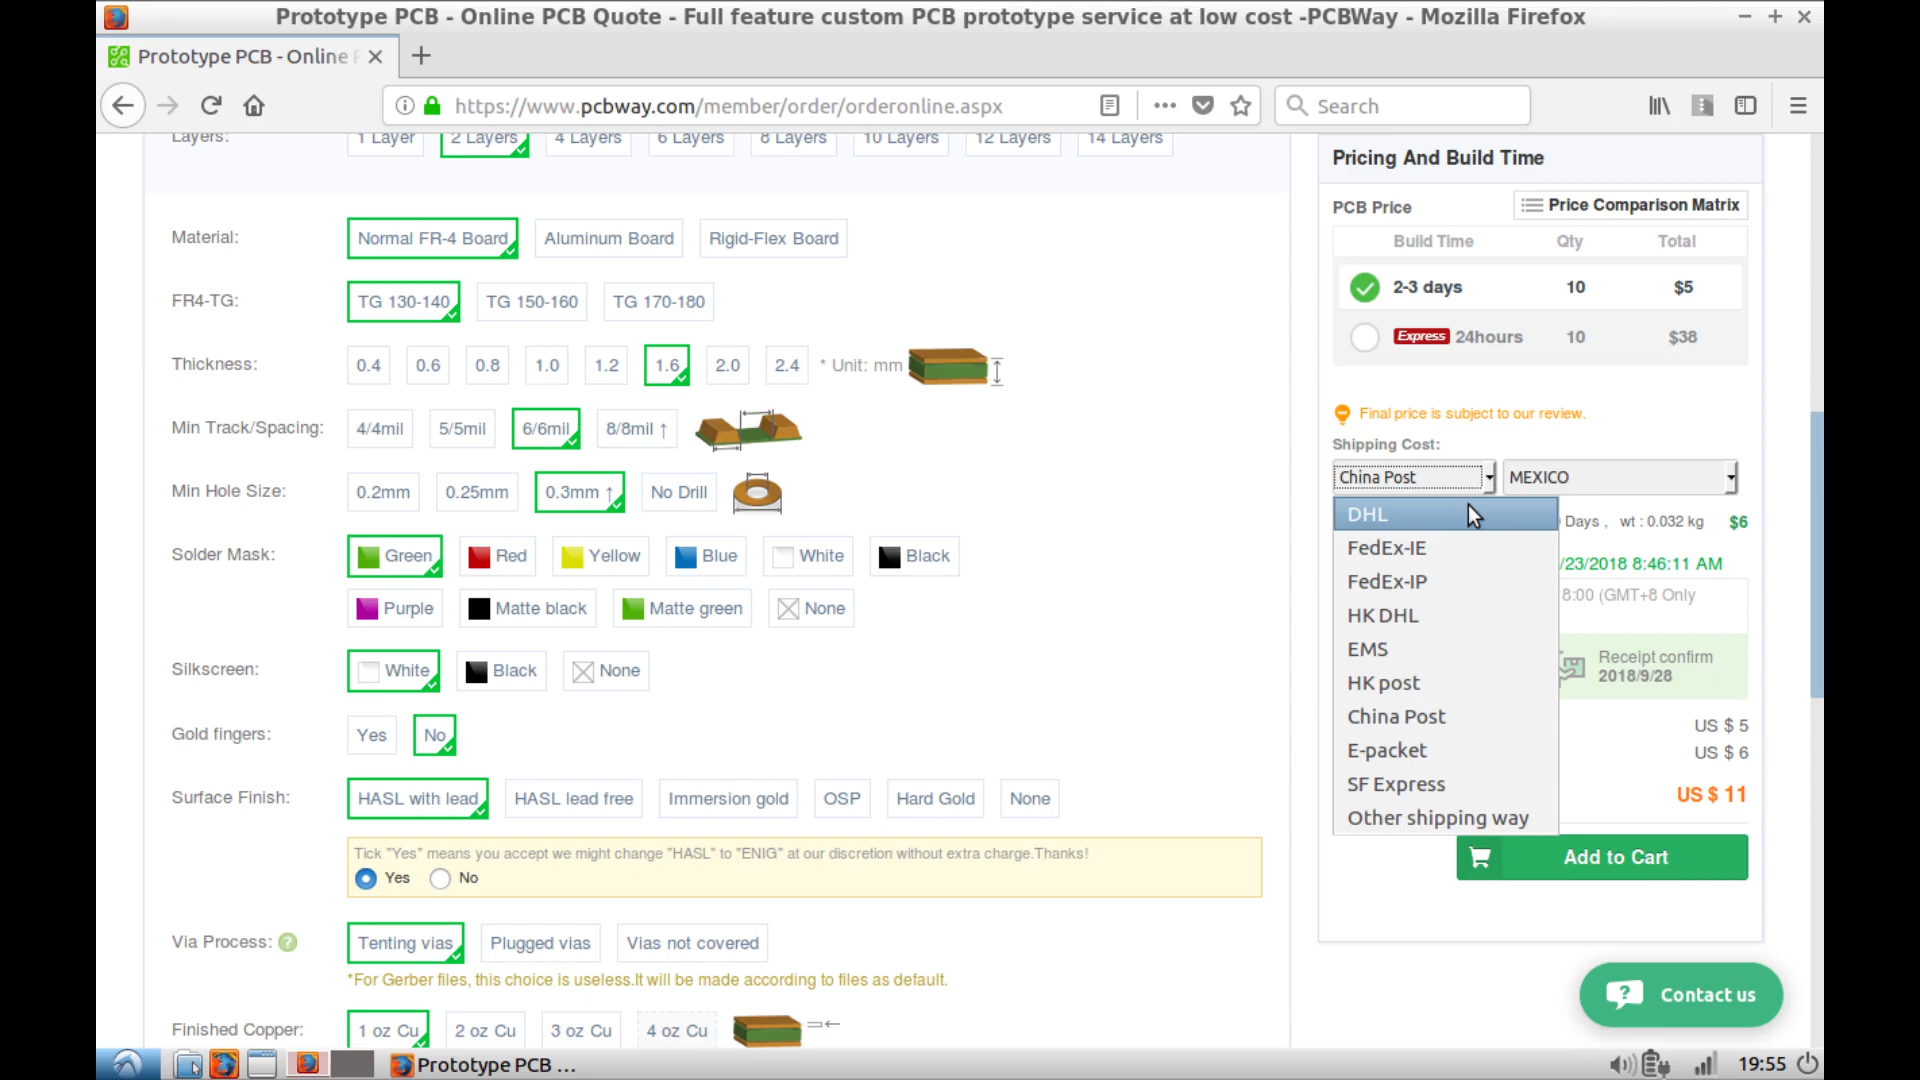 Prototype PCB - Online PCB Quote - Full feature custom PCB prototype service at low cost -PCBWay - Mozilla Firefox
Prototype PCB - Online P
https://www.pcbway.com/member/order/orderonline.aspx
Search
Layers: 1 Layer 2 Layers 4 Layers 6 Layers 8 Layers 10 Layers 12 Layers 14 Layers
Material: Normal FR-4 Board Aluminum Board Rigid-Flex Board
FR4-TG: TG 130-140 TG 150-160 TG 170-180
Thickness: 0.4 0.6 0.8 1.0 1.2 1.6 2.0 2.4 * Unit: mm
Min Track/Spacing: 4/4mil 5/5mil 6/6mil 8/8mil ↑
Min Hole Size: 0.2mm 0.25mm 0.3mm ↑ No Drill
Solder Mask: Green Red Yellow Blue White Black
Purple Matte black Matte green None
Silkscreen: White Black None
Gold fingers: Yes No
Surface Finish: HASL with lead HASL lead free Immersion gold OSP Hard Gold None
Tick "Yes" means you accept we might change "HASL" to "ENIG" at our discretion without extra charge.Thanks!
Yes No
Via Process: ? Tenting vias Plugged vias Vias not covered
*For Gerber files, this choice is useless.It will be made according to files as default.
Finished Copper: 1 oz Cu 2 oz Cu 3 oz Cu 4 oz Cu
Pricing And Build Time
PCB Price Price Comparison Matrix
Build Time Qty Total
2-3 days 10 $5
Express 24hours 10 $38
Final price is subject to our review.
Shipping Cost:
China Post MEXICO
DHL
FedEx-IE
FedEx-IP
HK DHL
EMS
HK post
China Post
E-packet
SF Express
Other shipping way
Days , wt : 0.032 kg $6
/23/2018 8:46:11 AM
8:00 (GMT+8 Only
Receipt confirm
2018/9/28
US $ 5
US $ 6
US $ 11
Add to Cart
? Contact us
Prototype PCB ...
19:55